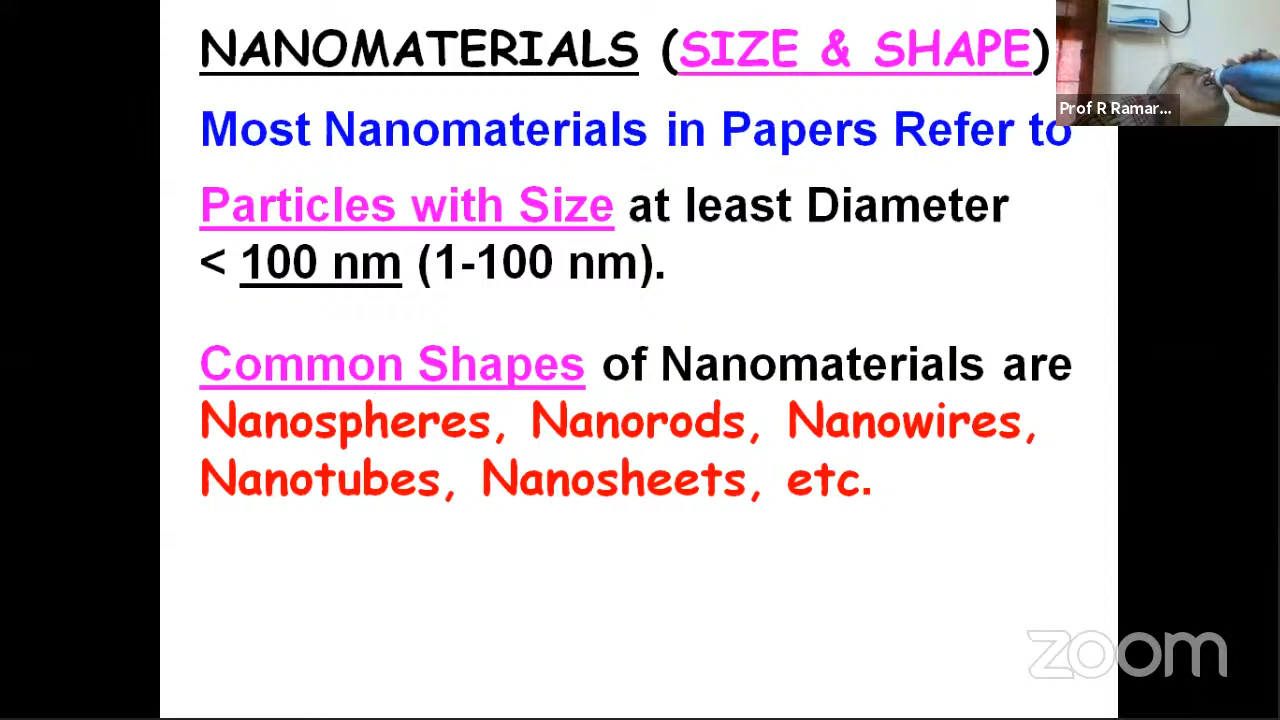 NANOMATERIALS (SIZE & SHAPE)
Prof R Ramar...
Most Nanomaterials in Papers Refer to
Particles with Size at least Diameter
< 100 nm (1-100 nm).
Common Shapes of Nanomaterials are
Nanospheres, Nanorods, Nanowires,
Nanotubes, Nanosheets, etc.
zoom